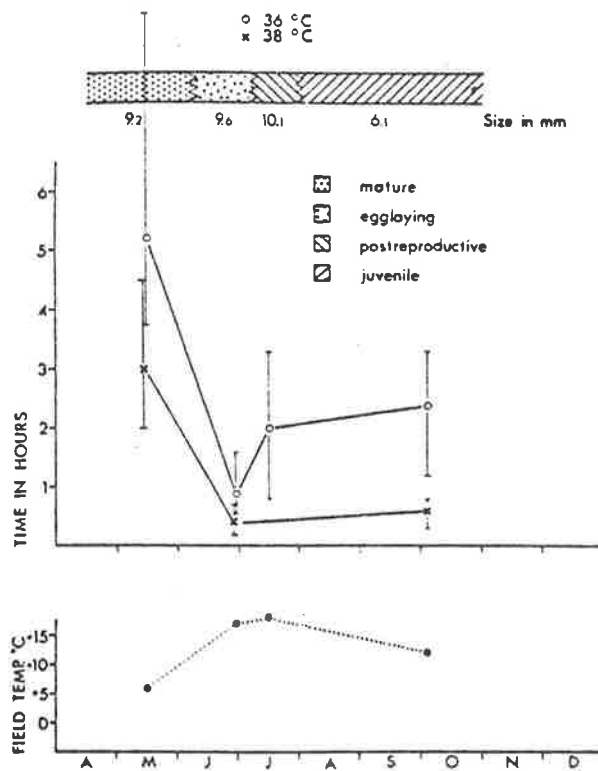 o 36 °C
x 38 °C
9.2 9.6 10.1 6.1 Size in mm
mature
egglaying
postreproductive
juvenile
6
5
4
3
2
1
TIME IN HOURS
+15
+10
+5
0
FIELD TEMP °C
A M J J A S O N D